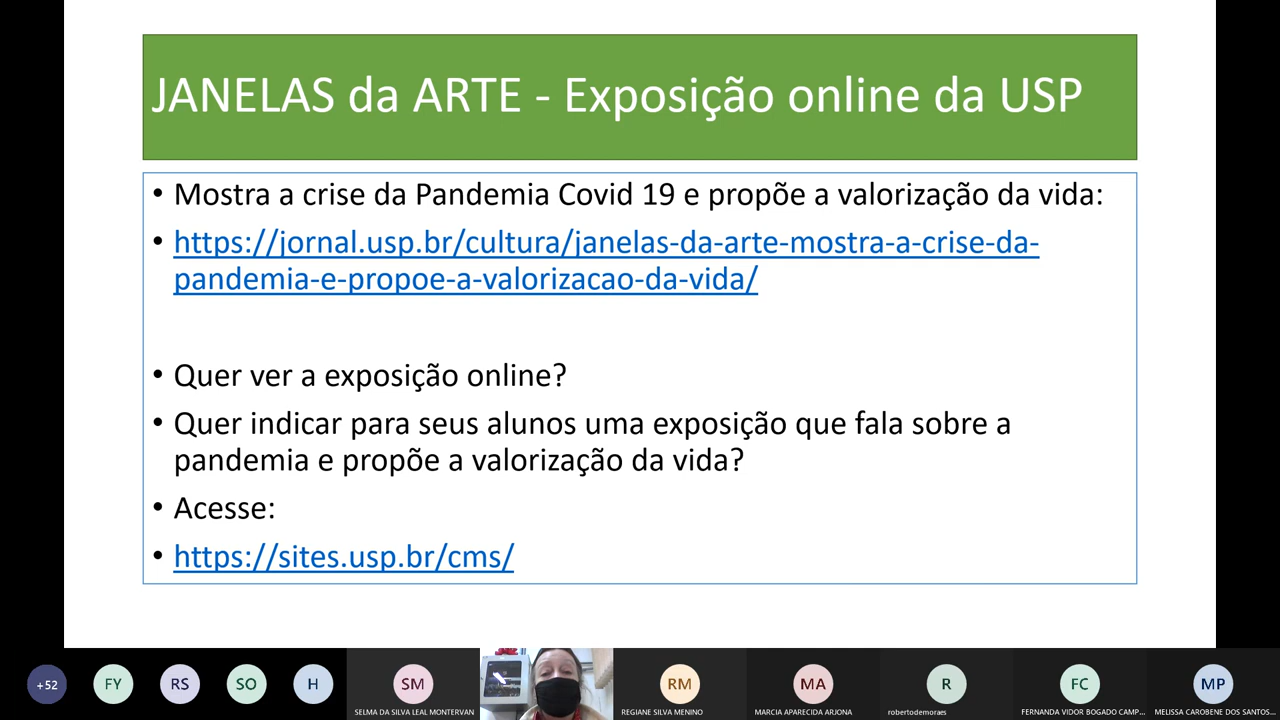 JANELAS da ARTE - Exposição online da USP
• Mostra a crise da Pandemia Covid 19 e propõe a valorização da vida:
• https://jornal.usp.br/cultura/janelas-da-arte-mostra-a-crise-da-
pandemia-e-propoe-a-valorizacao-da-vida/
• Quer ver a exposição online?
• Quer indicar para seus alunos uma exposição que fala sobre a
pandemia e propõe a valorização da vida?
• Acesse:
• https://sites.usp.br/cms/
+52 FY RS SO H SM RM MA R FC MP
SELMA DA SILVA LEAL MONTERVAN REGIANE SILVA MENINO MARCIA APARECIDA ARJONA robertodemoraes FERNANDA VIDOR BOGADO CAMP... MELISSA CAROBENE DOS SANTOS...